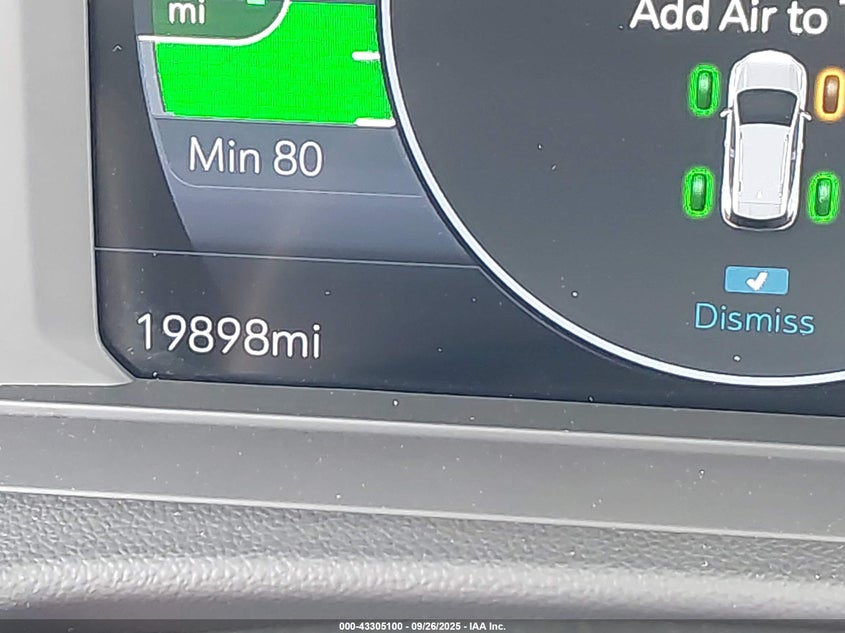 mi
Add Air to
Min 80
Dismiss
19898mi
000-43305100 - 09/26/2025 - IAA Inc.